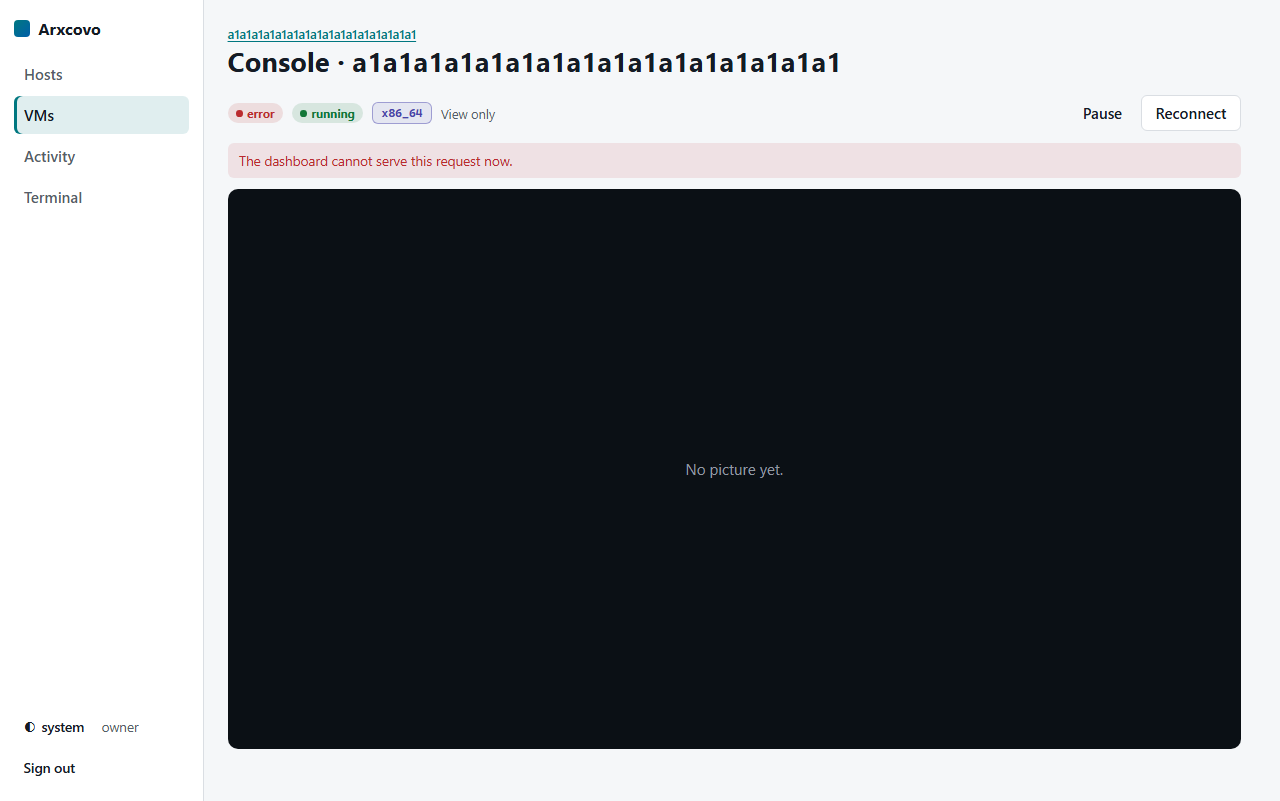 Arxcovo
Hosts
VMs
Activity
Terminal
system owner
Sign out
a1a1a1a1a1a1a1a1a1a1a1a1a1a1a1a1
Console · a1a1a1a1a1a1a1a1a1a1a1a1a1a1a1a1
error running x86_64 View only Pause Reconnect
The dashboard cannot serve this request now.
No picture yet.